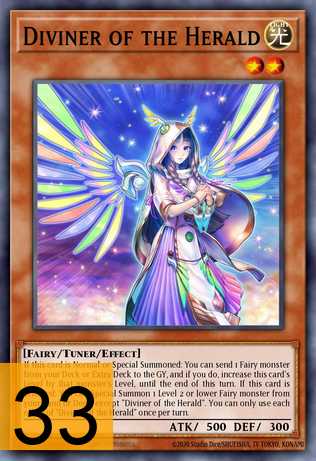 Diviner of the Herald
LIGHT
光
[Fairy/Tuner/Effect]
If this card is Normal or Special Summoned: You can send 1 Fairy monster
from your Deck or Extra Deck to the GY, and if you do, increase this card's
Level by that monster's Level, until the end of this turn. If this card is
Special Summon 1 Level 2 or lower Fairy monster from
except "Diviner of the Herald". You can only use each
Herald" once per turn.
ATK/ 500 DEF/ 300
33
©2020 Studio Dice/SHUEISHA, TV TOKYO, KONAMI